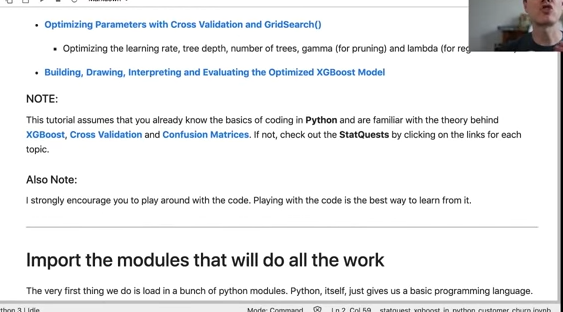 Optimizing Parameters with Cross Validation and GridSearch()
Optimizing the learning rate, tree depth, number of trees, gamma (for pruning) and lambda (for
Building, Drawing, Interpreting and Evaluating the Optimized XGBoost Model
NOTE:
This tutorial assumes that you already know the basics of coding in Python and are familiar with the theory behind
XGBoost, Cross Validation and Confusion Matrices. If not, check out the StatQuests by clicking on the links for each
topic.
Also Note:
I strongly encourage you to play around with the code. Playing with the code is the best way to learn from it.
Import the modules that will do all the work
The very first thing we do is load in a bunch of python modules. Python, itself, just gives us a basic programming language.
3 | Idle
Mode: Command
Ln 2, Col 59
statquest_xgboost_in_python_customer_churn.ipynb